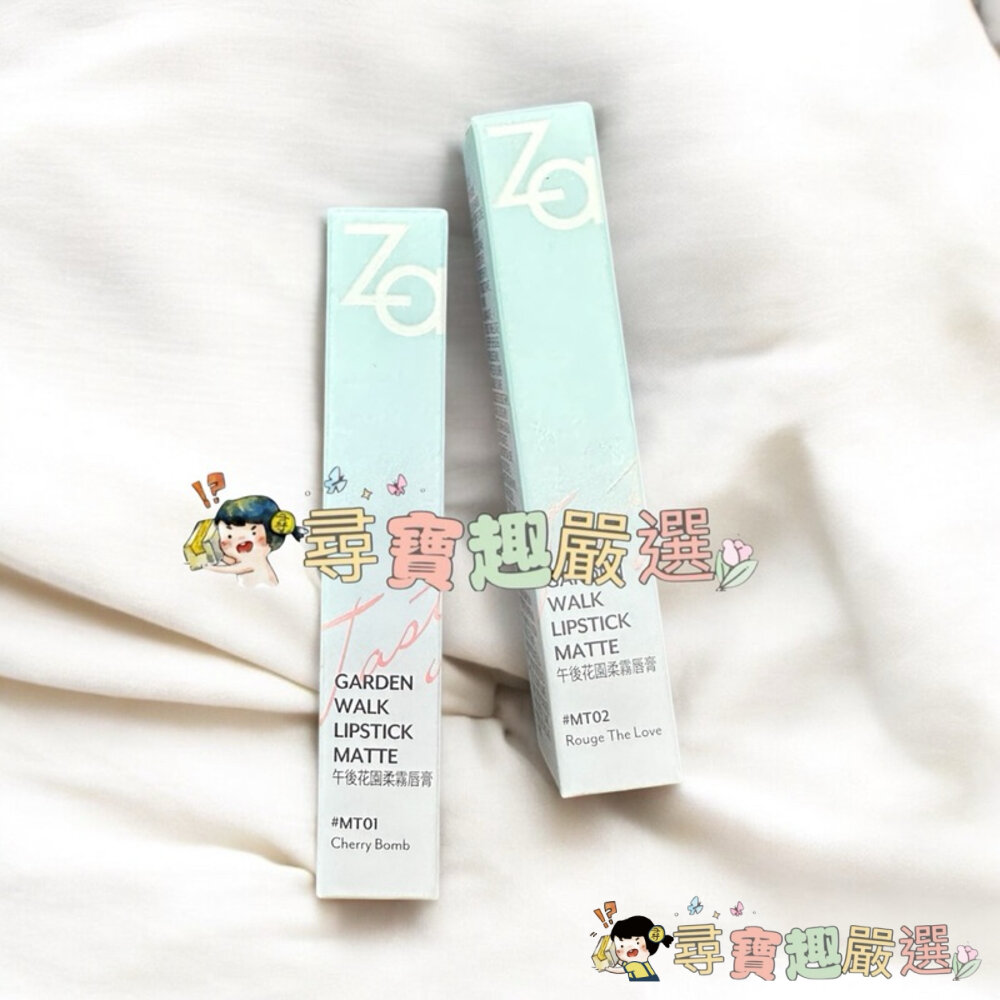 Za
GARDEN
WALK
LIPSTICK
MATTE
午後花園柔霧唇膏
#MT01
Cherry Bomb
Za
WALK
LIPSTICK
MATTE
午後花園柔霧唇膏
#MT02
Rouge The Love
!?
尋寶趣嚴選
!?
尋寶趣嚴選